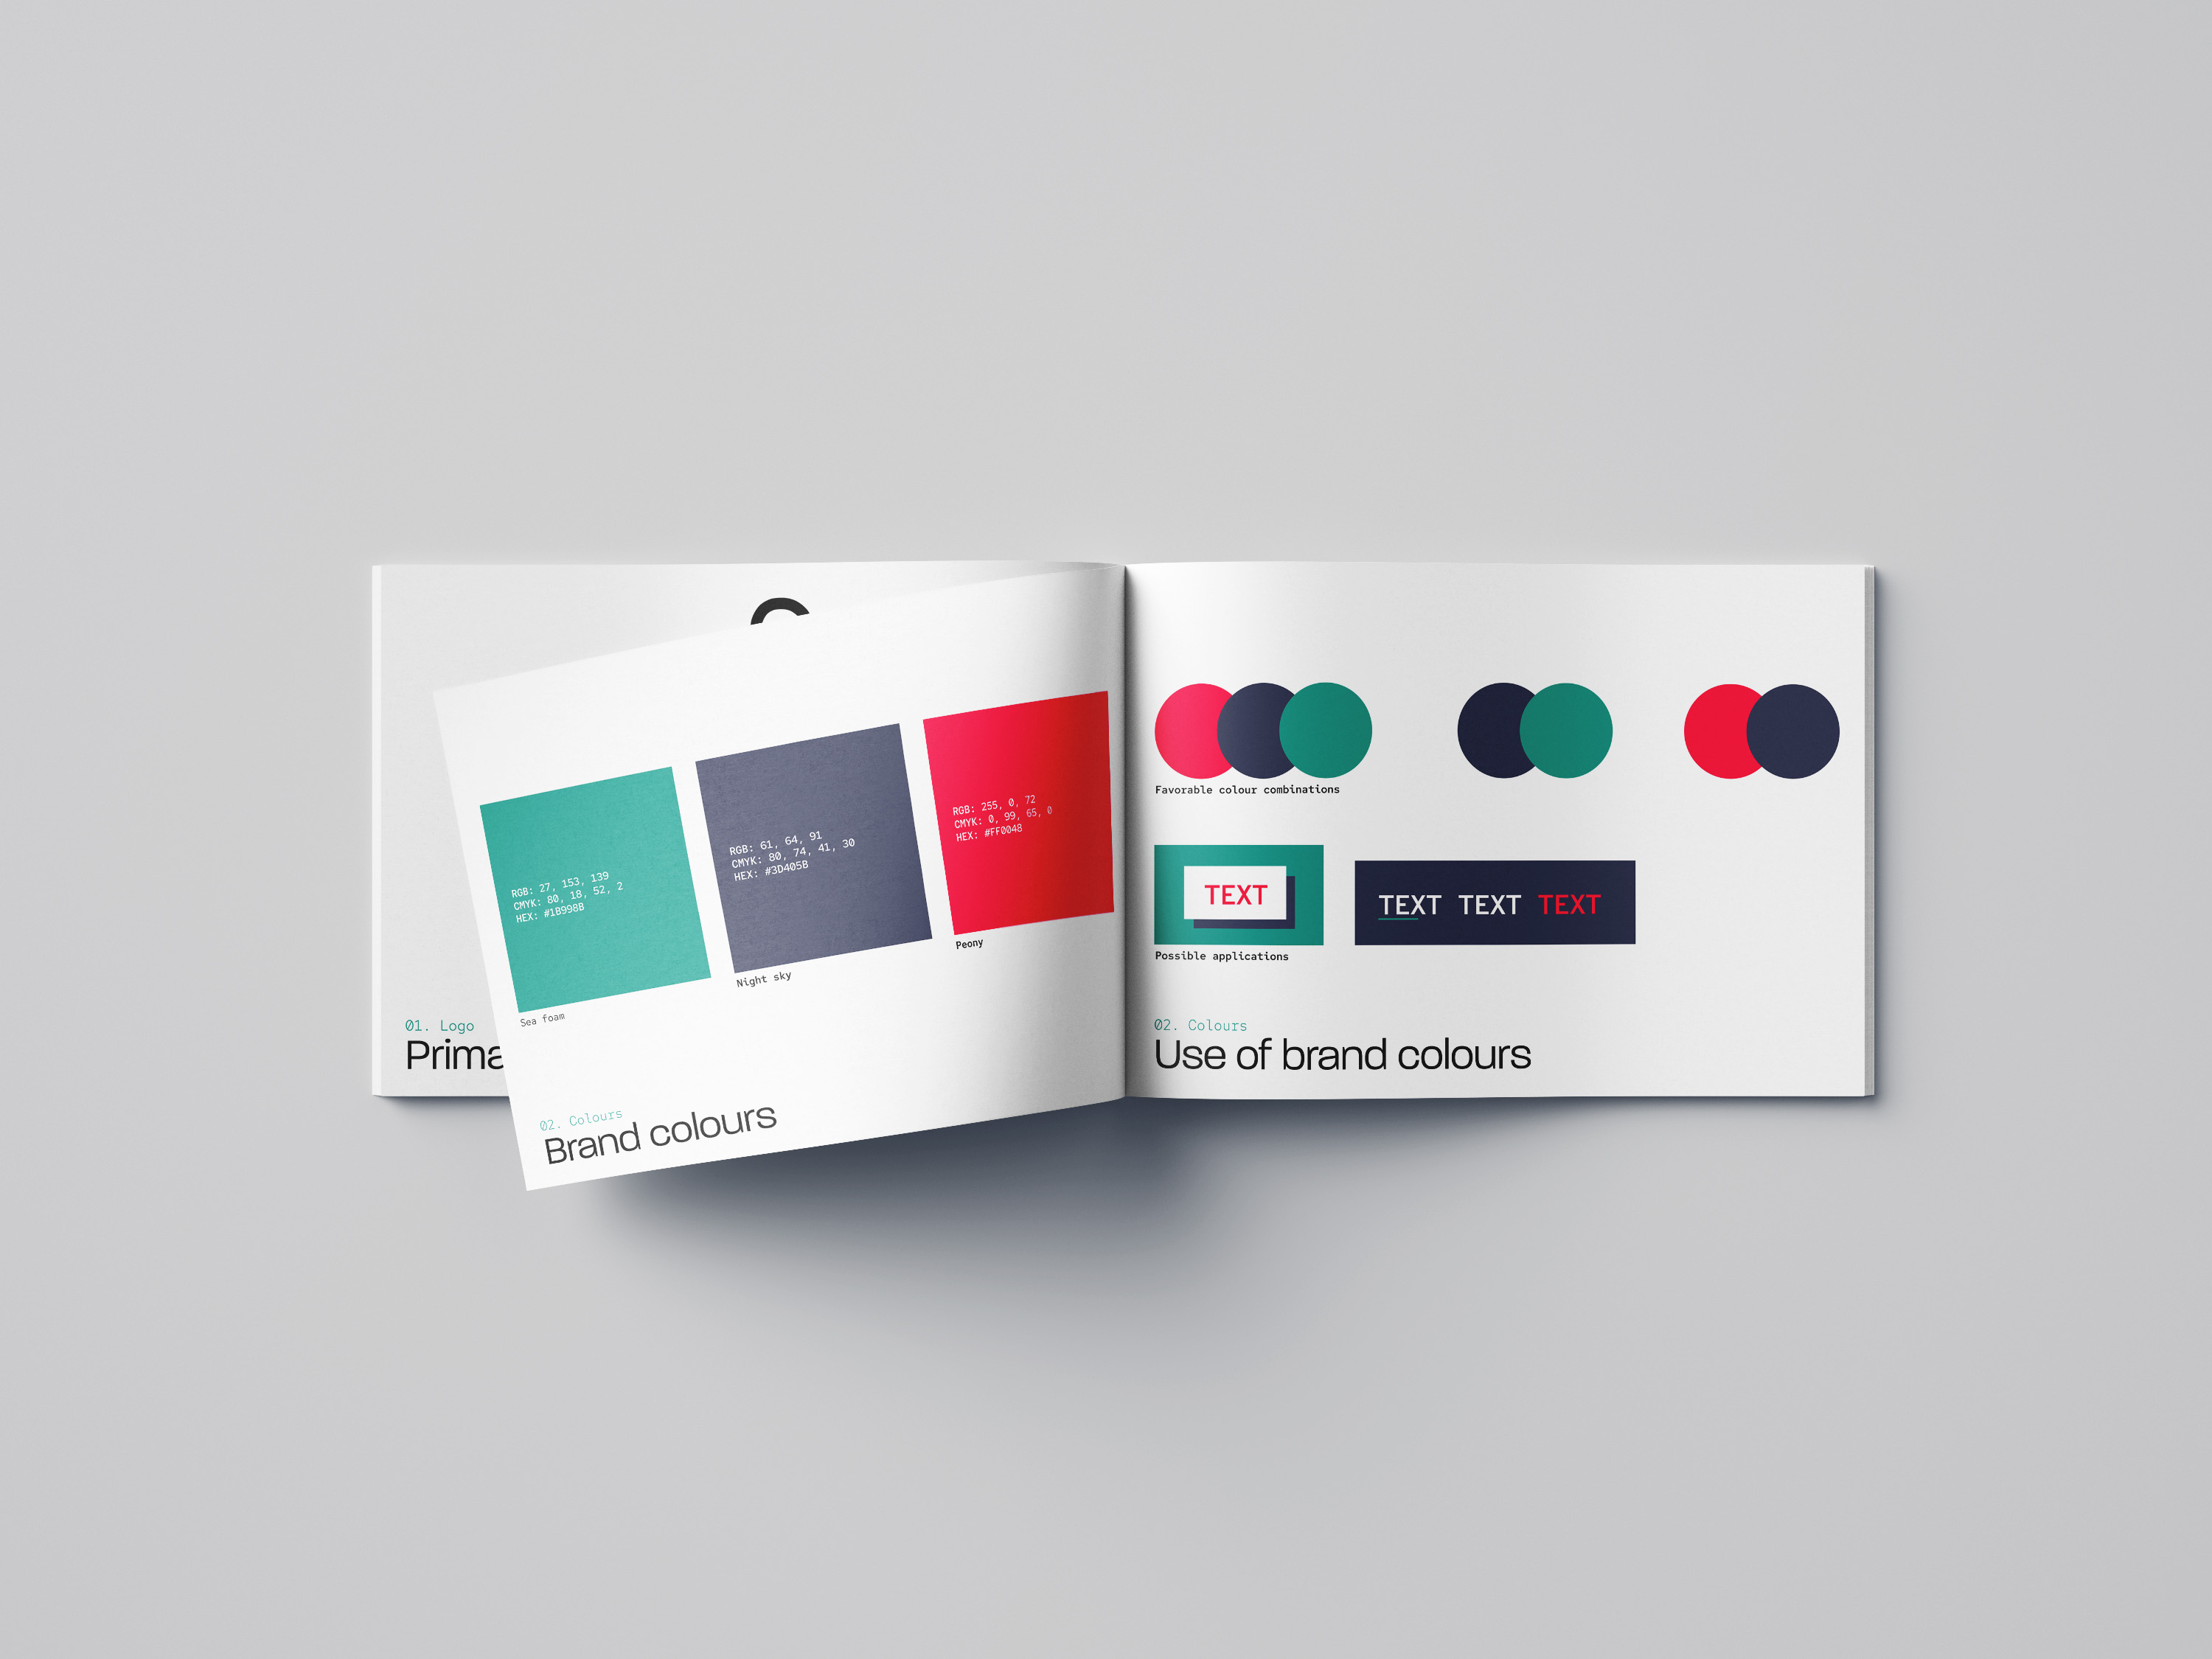 01. Logo
Prima
RGB: 27, 153, 139
CMYK: 80, 18, 52, 2
HEX: #1B998B
Sea foam
RGB: 61, 64, 91
CMYK: 80, 74, 41, 30
HEX: #3D405B
Night sky
RGB: 255, 0, 72
CMYK: 0, 99, 65, 0
HEX: #FF0048
Peony
02. Colours
Brand colours
Favorable colour combinations
TEXT
Possible applications
TEXT TEXT TEXT
02. Colours
Use of brand colours